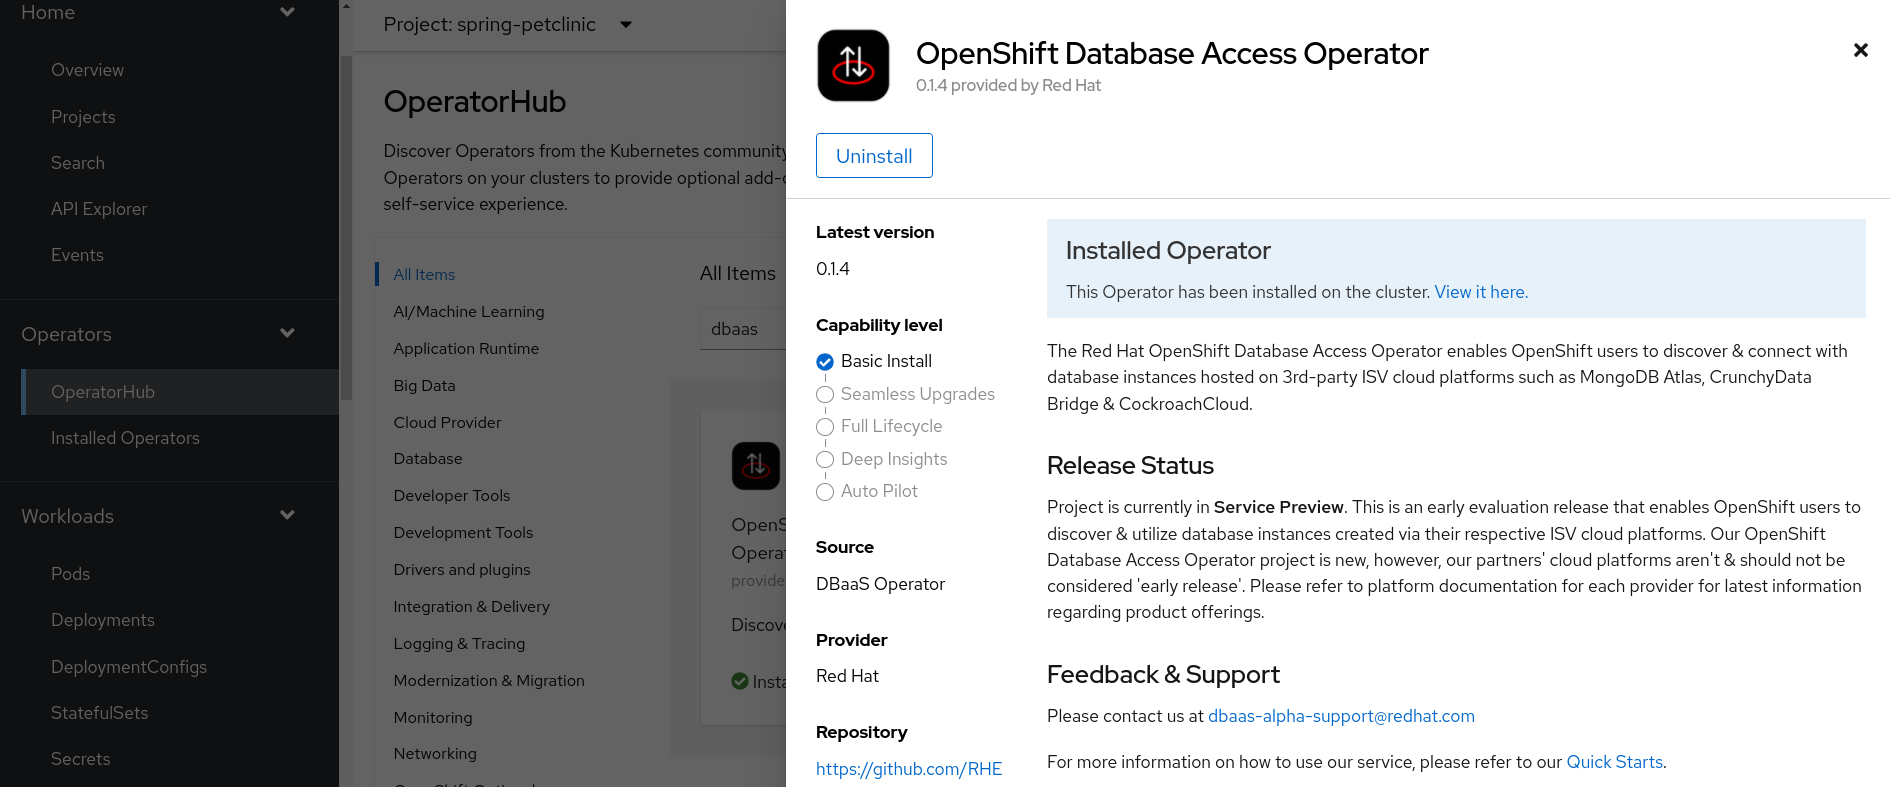 Home
Overview
Projects
Search
API Explorer
Events
Operators
OperatorHub
Installed Operators
Workloads
Pods
Deployments
DeploymentConfigs
StatefulSets
Secrets
Project: spring-petclinic
OperatorHub
Discover Operators from the Kubernetes community
Operators on your clusters to provide optional add-
self-service experience.
All Items
AI/Machine Learning
Application Runtime
Big Data
Cloud Provider
Database
Developer Tools
Development Tools
Drivers and plugins
Integration & Delivery
Logging & Tracing
Modernization & Migration
Monitoring
Networking
All Items
dbaas
OpenShift Database Access Operator
0.1.4 provided by Red Hat
Uninstall
Latest version
0.1.4
Capability level
Basic Install
Seamless Upgrades
Full Lifecycle
Deep Insights
Auto Pilot
Source
DBaaS Operator
Provider
Red Hat
Repository
https://github.com/RHE
Installed Operator
This Operator has been installed on the cluster. View it here.
The Red Hat OpenShift Database Access Operator enables OpenShift users to discover & connect with
database instances hosted on 3rd-party ISV cloud platforms such as MongoDB Atlas, CrunchyData
Bridge & CockroachCloud.
Release Status
Project is currently in Service Preview. This is an early evaluation release that enables OpenShift users to
discover & utilize database instances created via their respective ISV cloud platforms. Our OpenShift
Database Access Operator project is new, however, our partners' cloud platforms aren't & should not be
considered 'early release'. Please refer to platform documentation for each provider for latest information
regarding product offerings.
Feedback & Support
Please contact us at dbaas-alpha-support@redhat.com
For more information on how to use our service, please refer to our Quick Starts.